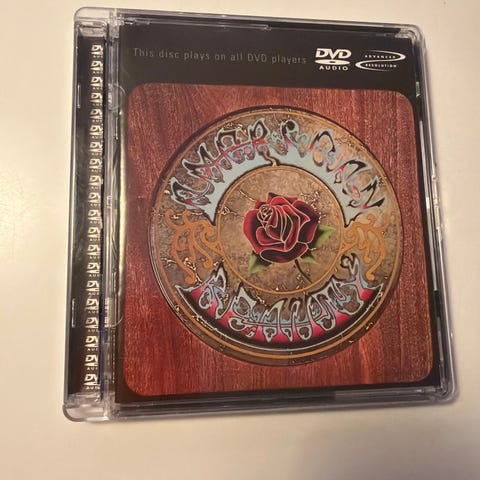 This disc plays on all DVD players
DVD
AUDIO
ADVANCED
RESOLUTION
AMERICAN
BEAUTY